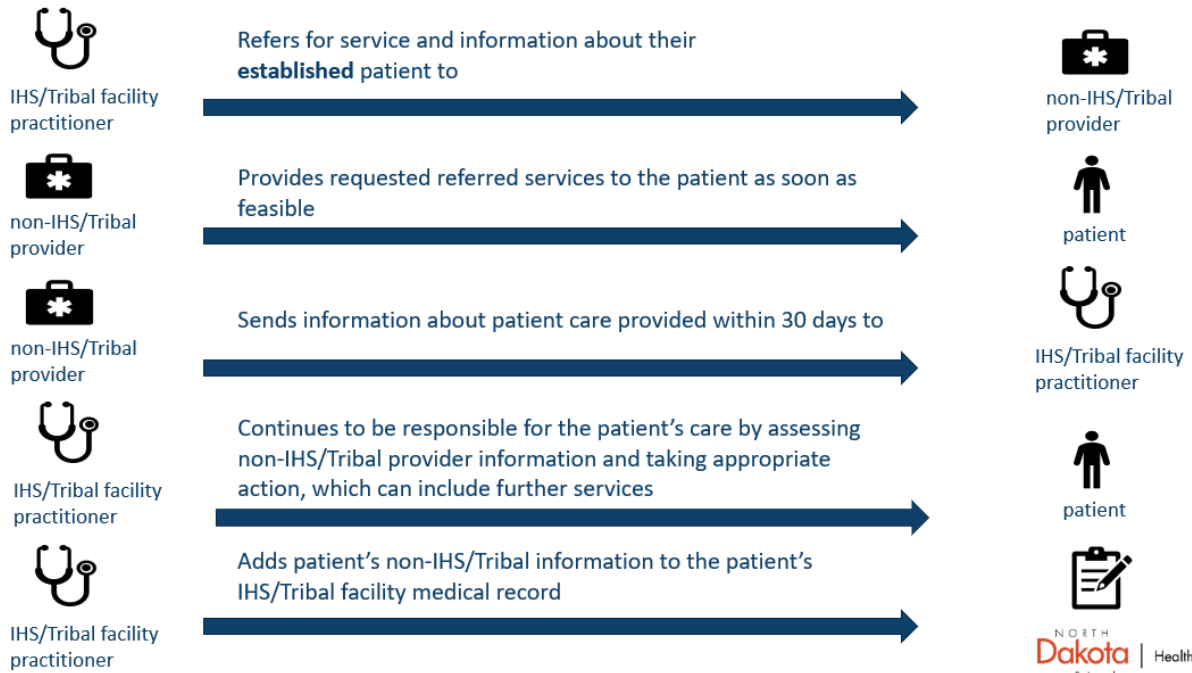 Refers for service and information about their
established patient to
IHS/Tribal facility
practitioner
non-IHS/Tribal
provider
Provides requested referred services to the patient as soon as
feasible
non-IHS/Tribal
provider
patient
Sends information about patient care provided within 30 days to
non-IHS/Tribal
provider
IHS/Tribal facility
practitioner
Continues to be responsible for the patient's care by assessing
non-IHS/Tribal provider information and taking appropriate
action, which can include further services
IHS/Tribal facility
practitioner
patient
Adds patient's non-IHS/Tribal information to the patient's
IHS/Tribal facility medical record
IHS/Tribal facility
practitioner
NORTH
Dakota | Health